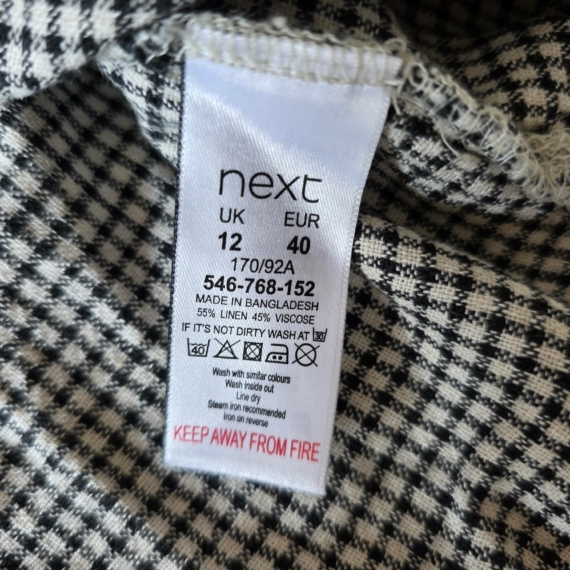 next
UK EUR
12 40
170/92A
546-768-152
MADE IN BANGLADESH
55% LINEN 45% VISCOSE
IF IT'S NOT DIRTY WASH AT 30
40
Wash with similar colours
Wash inside out
Line dry
Steam iron recommended
Iron on reverse
KEEP AWAY FROM FIRE